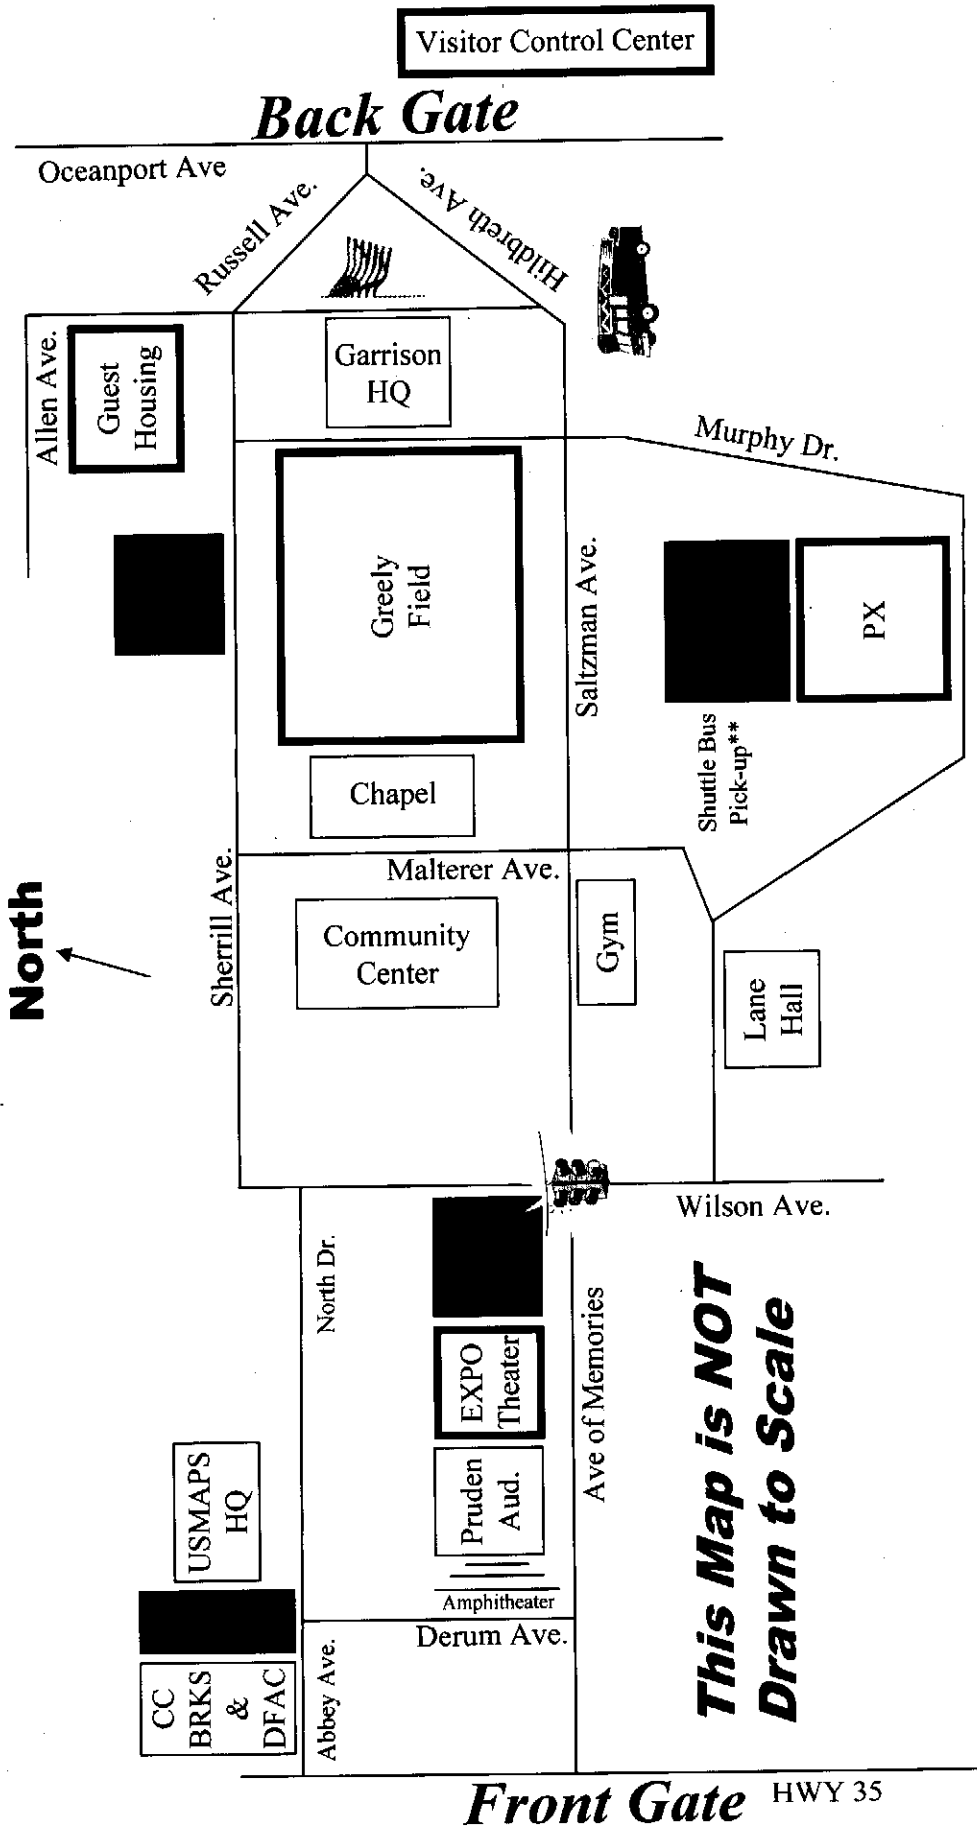 Visitor Control Center
Back Gate
Oceanport Ave
Russell Ave.
Hildbreth Ave.
Allen Ave.
Guest
Housing
Garrison
HQ
Murphy Dr.
Greely
Field
Saltzman Ave.
PX
Shuttle Bus
Pick-up**
Chapel
Malterer Ave.
Sherrill Ave.
North
Community
Center
Gym
Lane
Hall
Wilson Ave.
North Dr.
EXPO
Theater
Ave of Memories
This Map is NOT
Drawn to Scale
USMAPS
HQ
Pruden
Aud.
Amphitheater
Derum Ave.
CC
BRKS
&
DFAC
Abbey Ave.
Front Gate
HWY 35